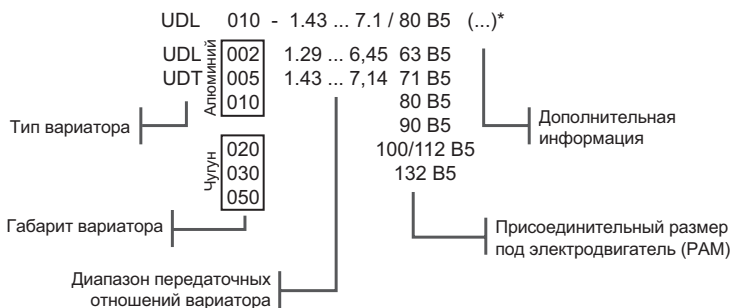 UDL 010 - 1.43 ... 7.1 / 80 B5 (...)*
UDL 002 1.29 ... 6,45 63 B5
UDT 005 1.43 ... 7,14 71 B5
010 80 B5
Алюминий
90 B5
020 100/112 B5
030 132 B5
050
Чугун
Тип вариатора
Дополнительная
информация
Габарит вариатора
Присоединительный размер
под электродвигатель (PAM)
Диапазон передаточных
отношений вариатора